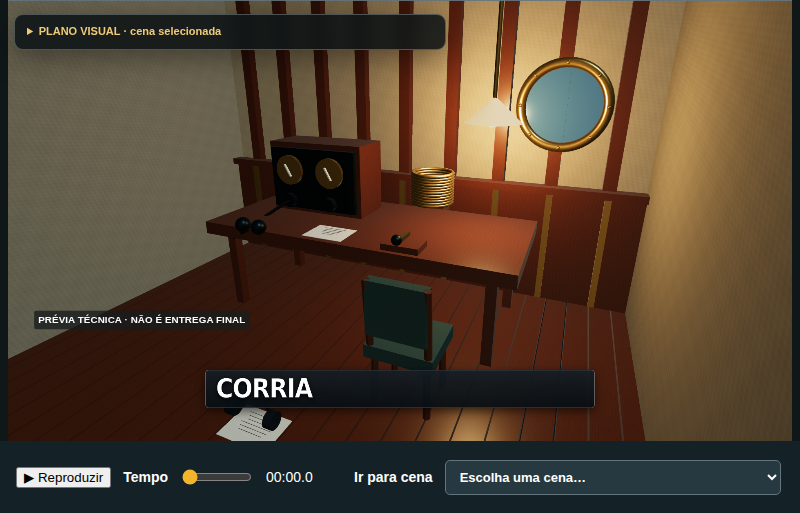 ▶ PLANO VISUAL · cena selecionada
PRÉVIA TÉCNICA · NÃO É ENTREGA FINAL
CORRIA
▶ Reproduzir Tempo 00:00.0 Ir para cena Escolha uma cena…